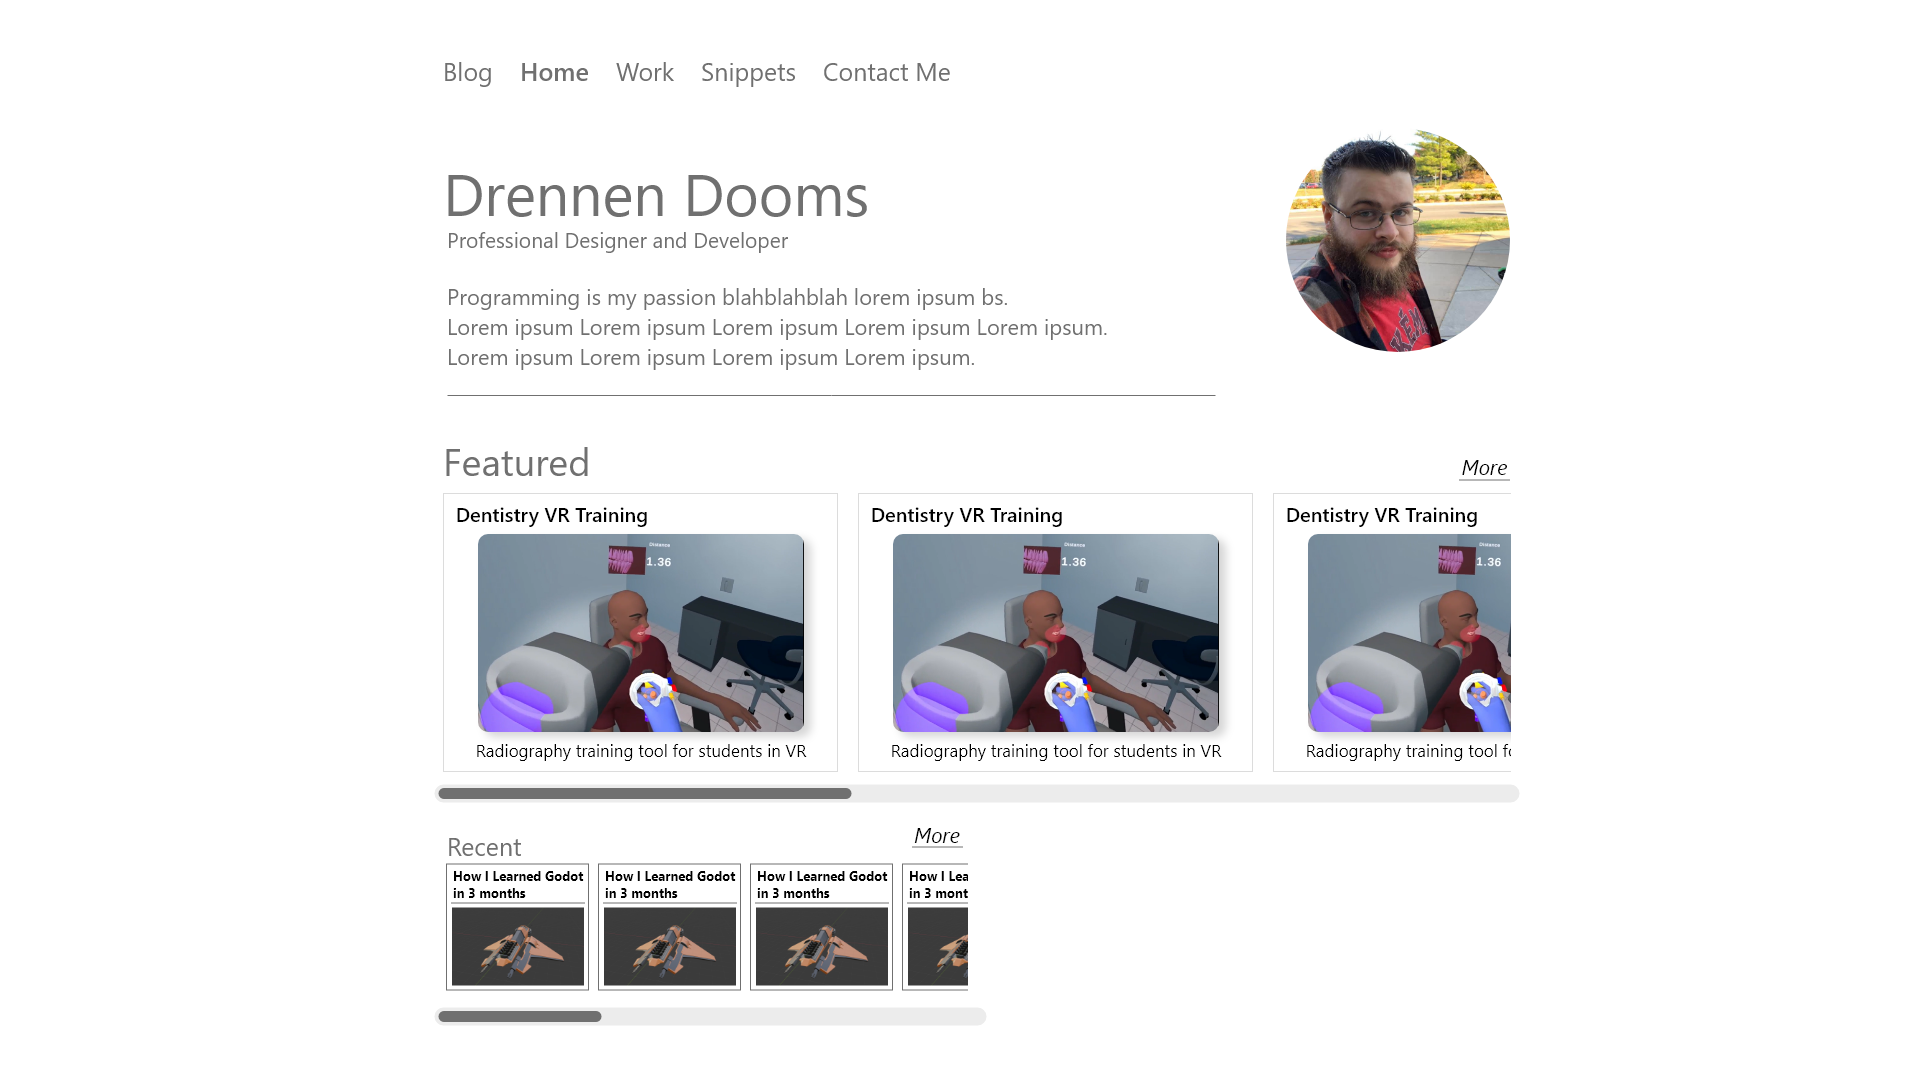 Blog Home Work Snippets Contact Me
Drennen Dooms
Professional Designer and Developer
Programming is my passion blahblahblah lorem ipsum bs.
Lorem ipsum Lorem ipsum Lorem ipsum Lorem ipsum Lorem ipsum.
Lorem ipsum Lorem ipsum Lorem ipsum Lorem ipsum.
Featured
More
Dentistry VR Training
Distance
1.36
Radiography training tool for students in VR
Dentistry VR Training
Distance
1.36
Radiography training tool for students in VR
Dentistry VR Training
Distance
1.36
Radiography training tool
Recent
More
How I Learned Godot
in 3 months
How I Learned Godot
in 3 months
How I Learned Godot
in 3 months
How I Lea
in 3 mont